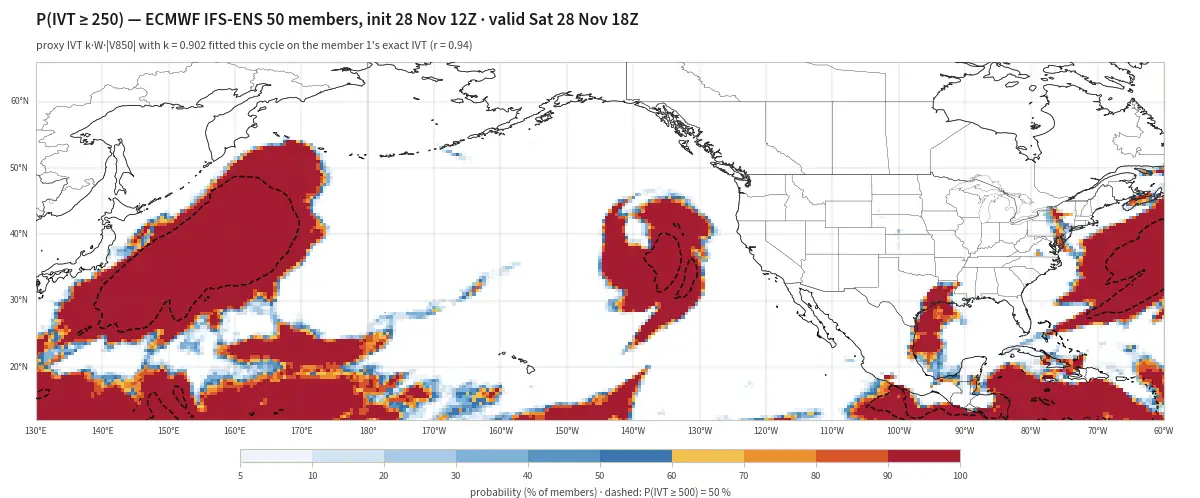 P(IVT ≥ 250) — ECMWF IFS-ENS 50 members, init 28 Nov 12Z · valid Sat 28 Nov 18Z
proxy IVT k·W·|V850| with k = 0.902 fitted this cycle on the member 1's exact IVT (r = 0.94)
60°N
50°N
40°N
30°N
20°N
130°E 140°E 150°E 160°E 170°E 180° 170°W 160°W 150°W 140°W 130°W 120°W 110°W 100°W 90°W 80°W 70°W 60°W
5 10 20 30 40 50 60 70 80 90 100
probability (% of members) · dashed: P(IVT ≥ 500) = 50 %